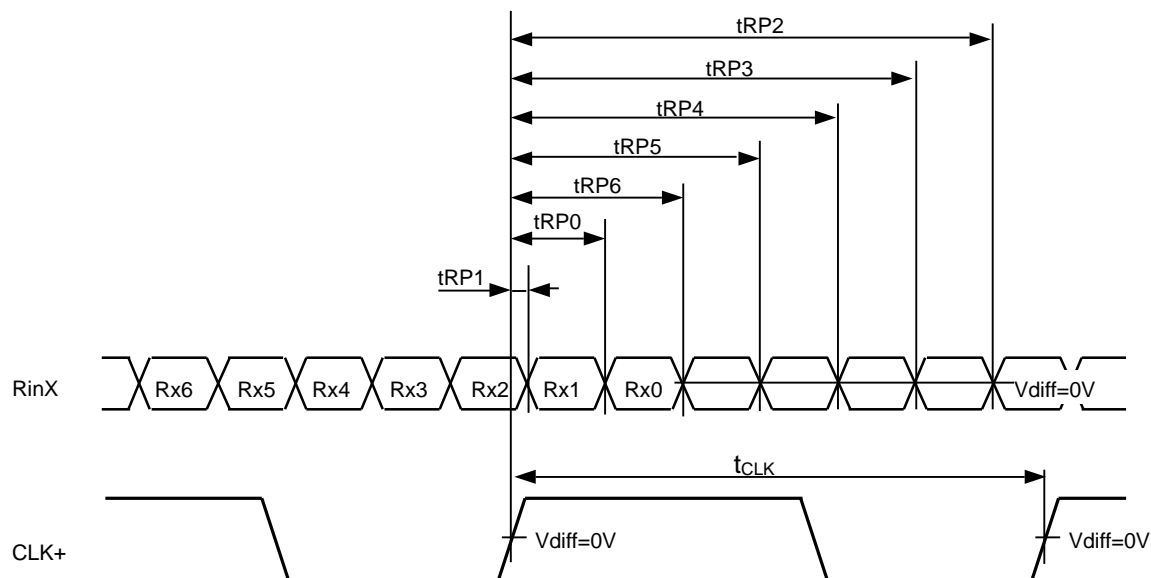 tRP2
tRP3
tRP4
tRP5
tRP6
tRP0
tRP1
RinX Rx6 Rx5 Rx4 Rx3 Rx2 Rx1 Rx0 Vdiff=0V
tCLK
CLK+ Vdiff=0V Vdiff=0V